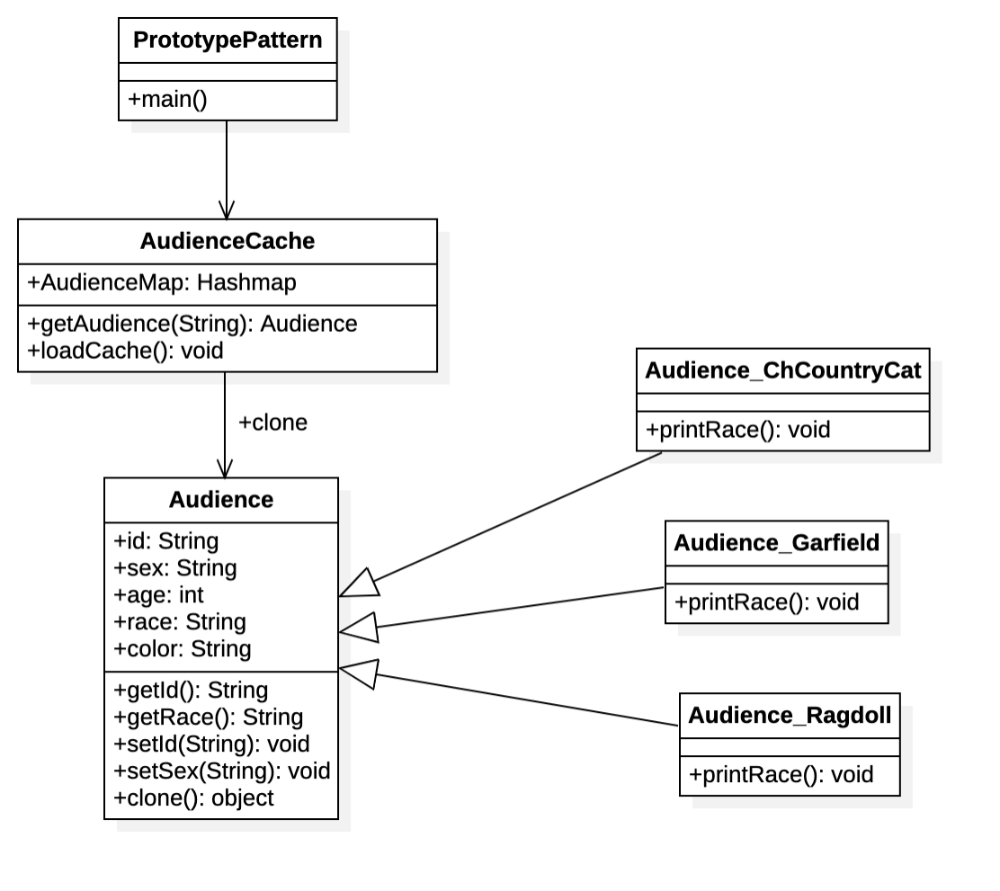 PrototypePattern
+main()
AudienceCache
+AudienceMap: Hashmap
+getAudience(String): Audience
+loadCache(): void
+clone
Audience
+id: String
+sex: String
+age: int
+race: String
+color: String
+getId(): String
+getRace(): String
+setId(String): void
+setSex(String): void
+clone(): object
Audience_ChCountryCat
+printRace(): void
Audience_Garfield
+printRace(): void
Audience_Ragdoll
+printRace(): void